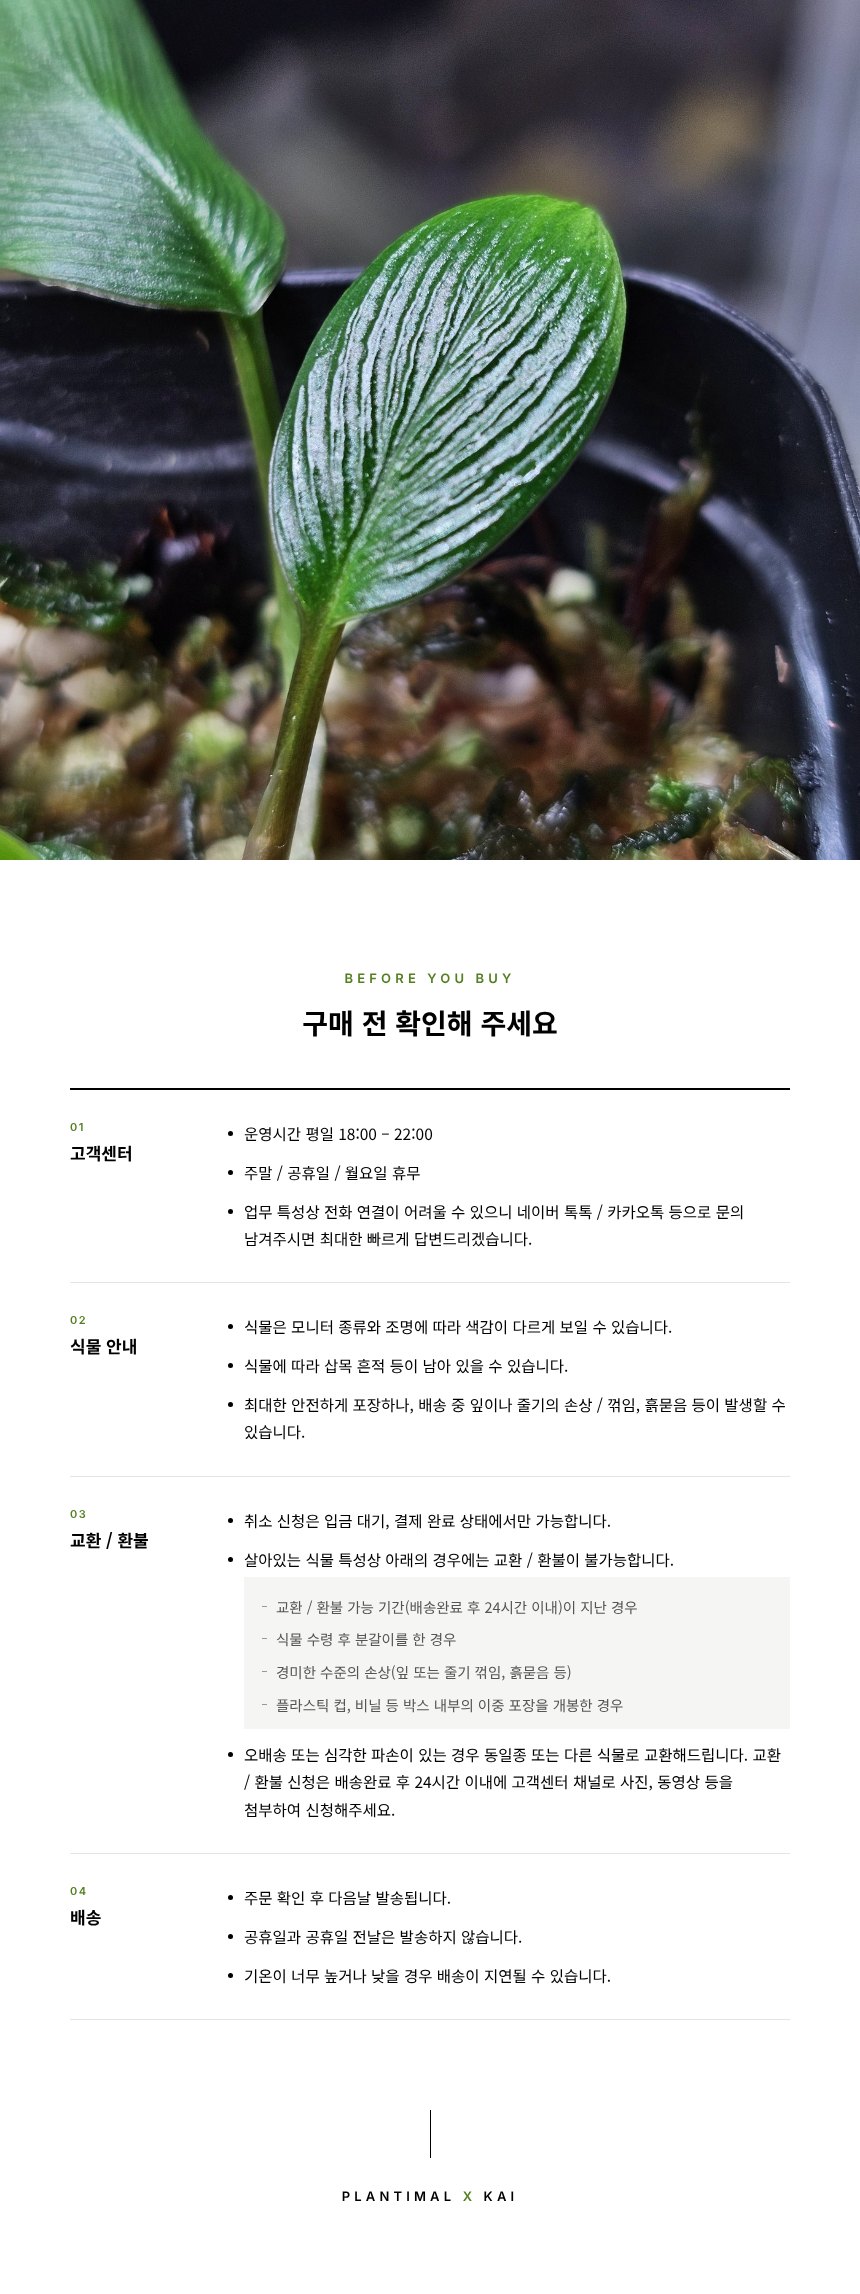 BEFORE YOU BUY
구매 전 확인해 주세요
01
고객센터
운영시간 평일 18:00 – 22:00
주말 / 공휴일 / 월요일 휴무
업무 특성상 전화 연결이 어려울 수 있으니 네이버 톡톡 / 카카오톡 등으로 문의
남겨주시면 최대한 빠르게 답변드리겠습니다.
02
식물 안내
식물은 모니터 종류와 조명에 따라 색감이 다르게 보일 수 있습니다.
식물에 따라 삽목 흔적 등이 남아 있을 수 있습니다.
최대한 안전하게 포장하나, 배송 중 잎이나 줄기의 손상 / 꺾임, 흙묻음 등이 발생할 수
있습니다.
03
교환 / 환불
취소 신청은 입금 대기, 결제 완료 상태에서만 가능합니다.
살아있는 식물 특성상 아래의 경우에는 교환 / 환불이 불가능합니다.
– 교환 / 환불 가능 기간(배송완료 후 24시간 이내)이 지난 경우
– 식물 수령 후 분갈이를 한 경우
– 경미한 수준의 손상(잎 또는 줄기 꺾임, 흙묻음 등)
– 플라스틱 컵, 비닐 등 박스 내부의 이중 포장을 개봉한 경우
오배송 또는 심각한 파손이 있는 경우 동일종 또는 다른 식물로 교환해드립니다. 교환
/ 환불 신청은 배송완료 후 24시간 이내에 고객센터 채널로 사진, 동영상 등을
첨부하여 신청해주세요.
04
배송
주문 확인 후 다음날 발송됩니다.
공휴일과 공휴일 전날은 발송하지 않습니다.
기온이 너무 높거나 낮을 경우 배송이 지연될 수 있습니다.
PLANTIMAL X KAI